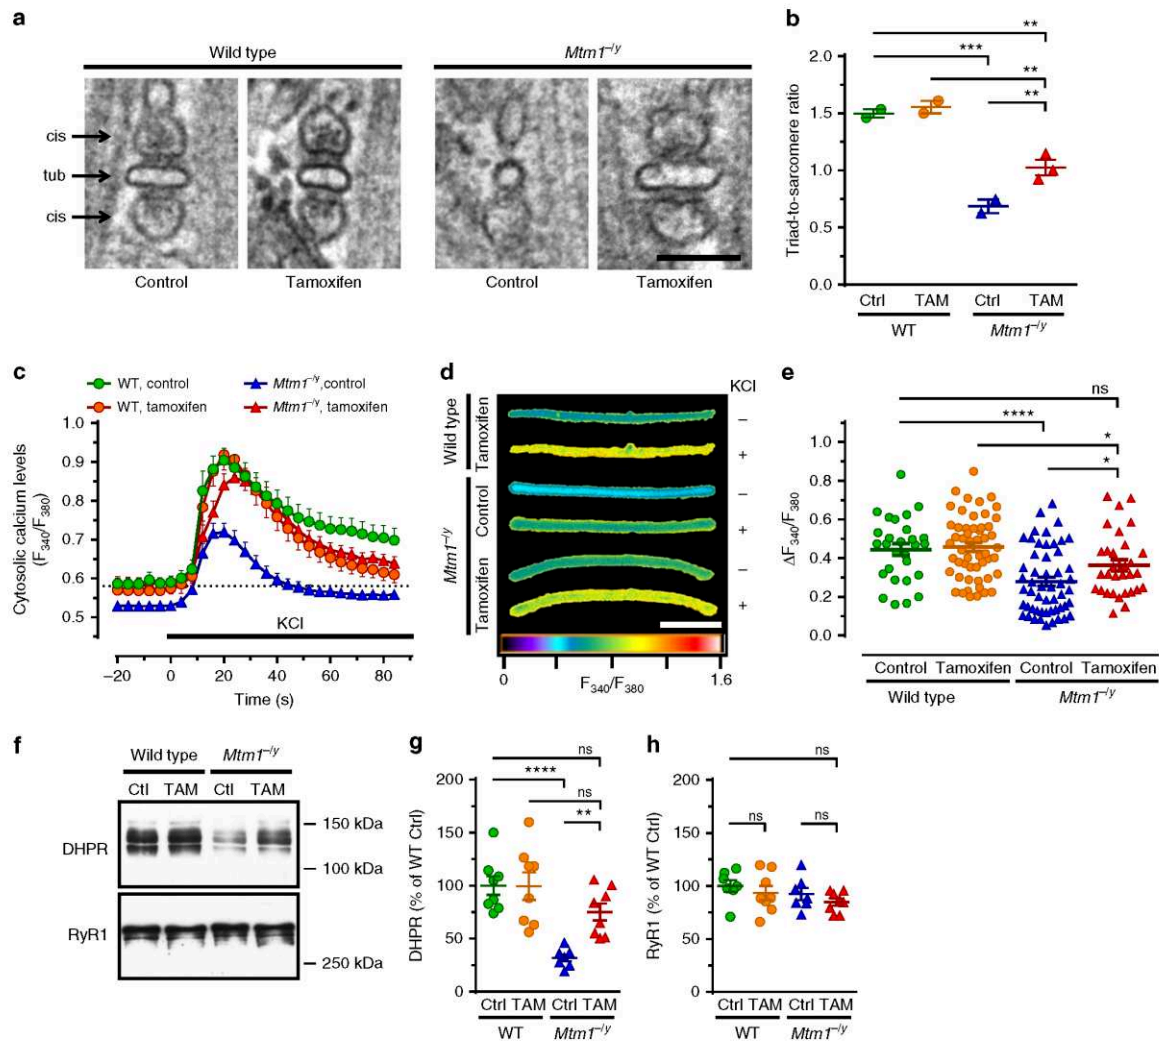 a
Wild type
Mtm1–/y
cis
tub
cis
Control
Tamoxifen
Control
Tamoxifen
b
Triad-to-sarcomere ratio
2.0
1.5
1.0
0.5
0.0
**
***
**
**
Ctrl
TAM
Ctrl
TAM
WT
Mtm1–/y
c
WT, control
Mtm1–/y,control
WT, tamoxifen
Mtm1–/y, tamoxifen
Cytosolic calcium levels
(F340/F380)
1.0
0.9
0.8
0.7
0.6
0.5
KCl
–20
0
20
40
60
80
Time (s)
d
KCl
Wild type
Tamoxifen
–
+
Mtm1–/y
Control
–
+
Tamoxifen
–
+
0
F340/F380
1.6
e
ns
****
*
*
ΔF340/F380
1.0
0.8
0.6
0.4
0.2
0.0
Control Tamoxifen Control Tamoxifen
Wild type
Mtm1–/y
f
Wild type
Mtm1–/y
Ctl TAM Ctl TAM
DHPR
150 kDa
100 kDa
RyR1
250 kDa
g
ns
****
ns
**
DHPR (% of WT Ctrl)
200
150
100
50
0
Ctrl TAM Ctrl TAM
WT
Mtm1–/y
h
ns
ns
ns
RyR1 (% of WT Ctrl)
200
150
100
50
0
Ctrl TAM Ctrl TAM
WT
Mtm1–/y